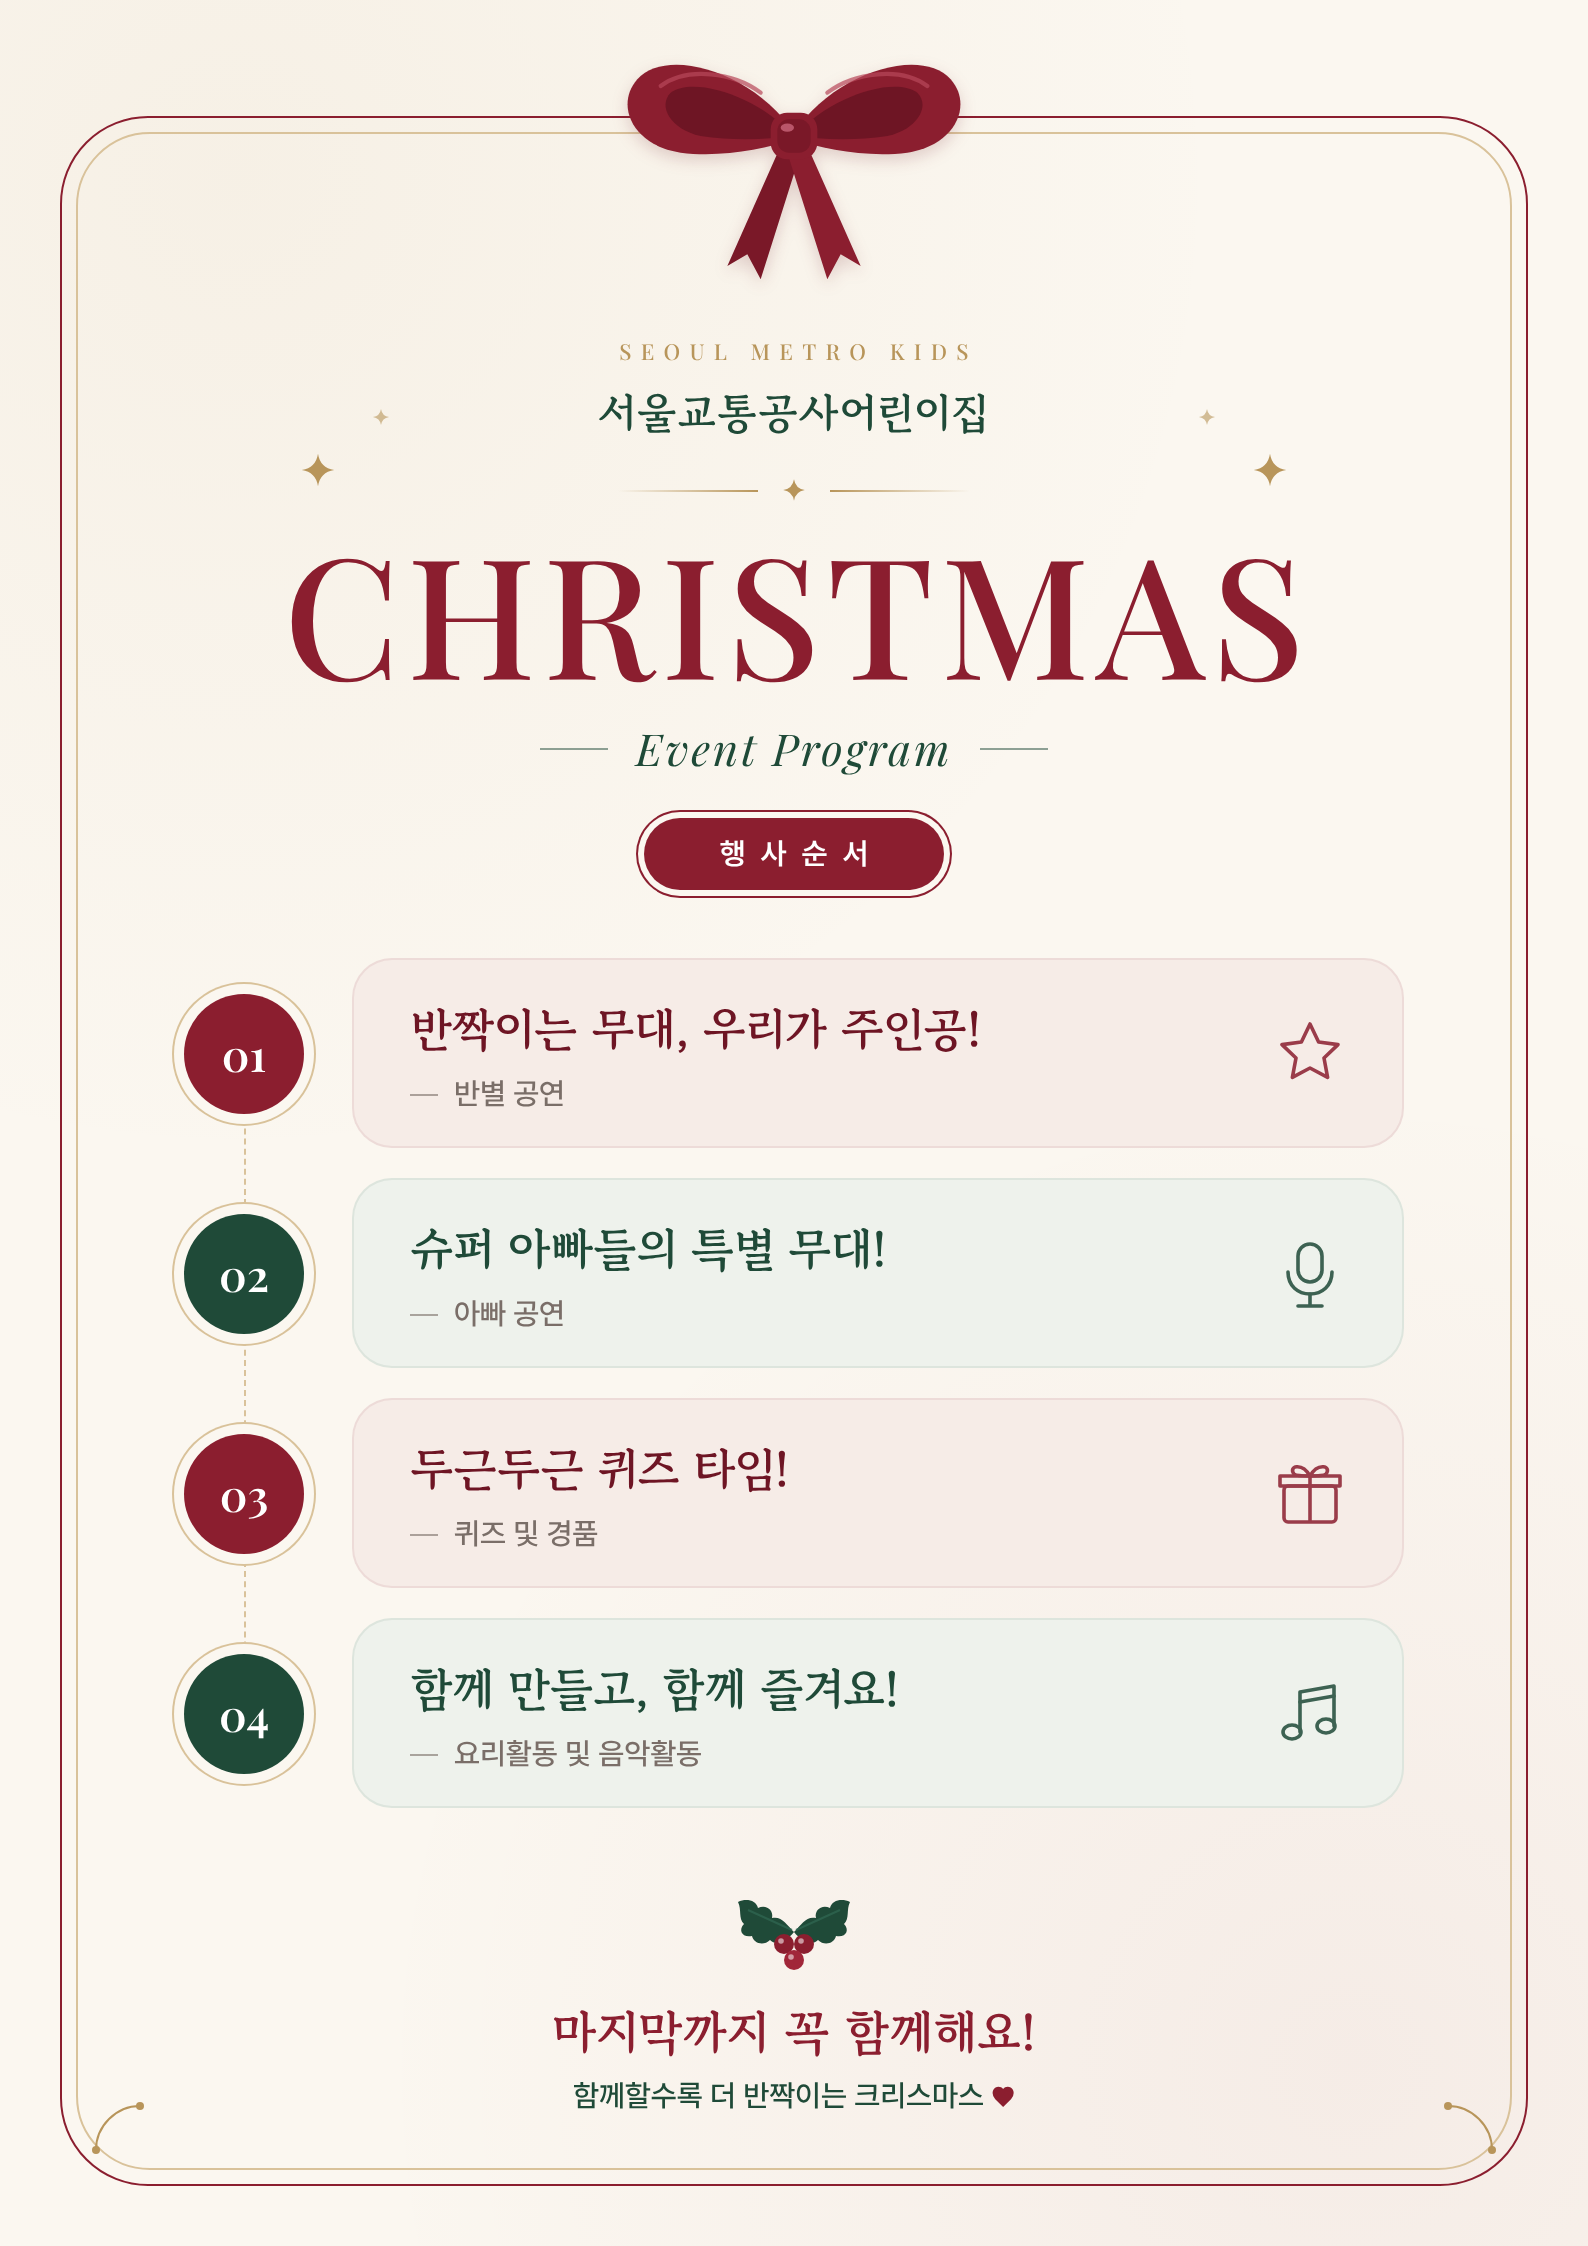 SEOUL METRO KIDS
서울교통공사어린이집
CHRISTMAS
Event Program
행사순서
01
반짝이는 무대, 우리가 주인공!
— 반별 공연
02
슈퍼 아빠들의 특별 무대!
— 아빠 공연
03
두근두근 퀴즈 타임!
— 퀴즈 및 경품
04
함께 만들고, 함께 즐겨요!
— 요리활동 및 음악활동
마지막까지 꼭 함께해요!
함께할수록 더 반짝이는 크리스마스 ♥